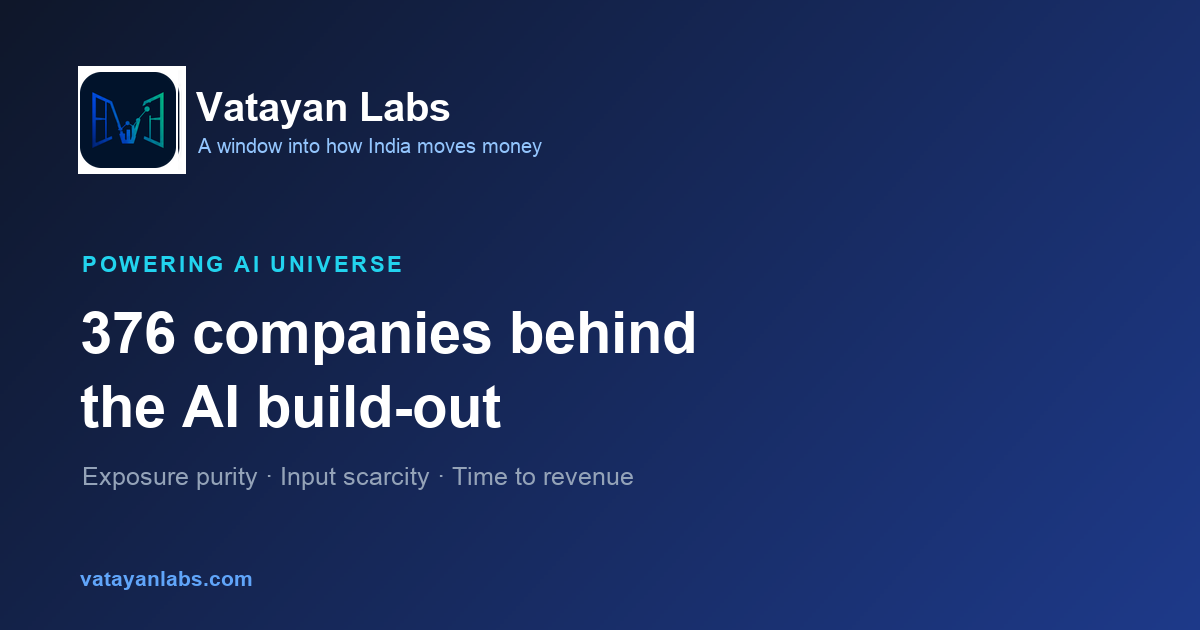 Vatayan Labs
A window into how India moves money
POWERING AI UNIVERSE
376 companies behind
the AI build-out
Exposure purity · Input scarcity · Time to revenue
vatayanlabs.com